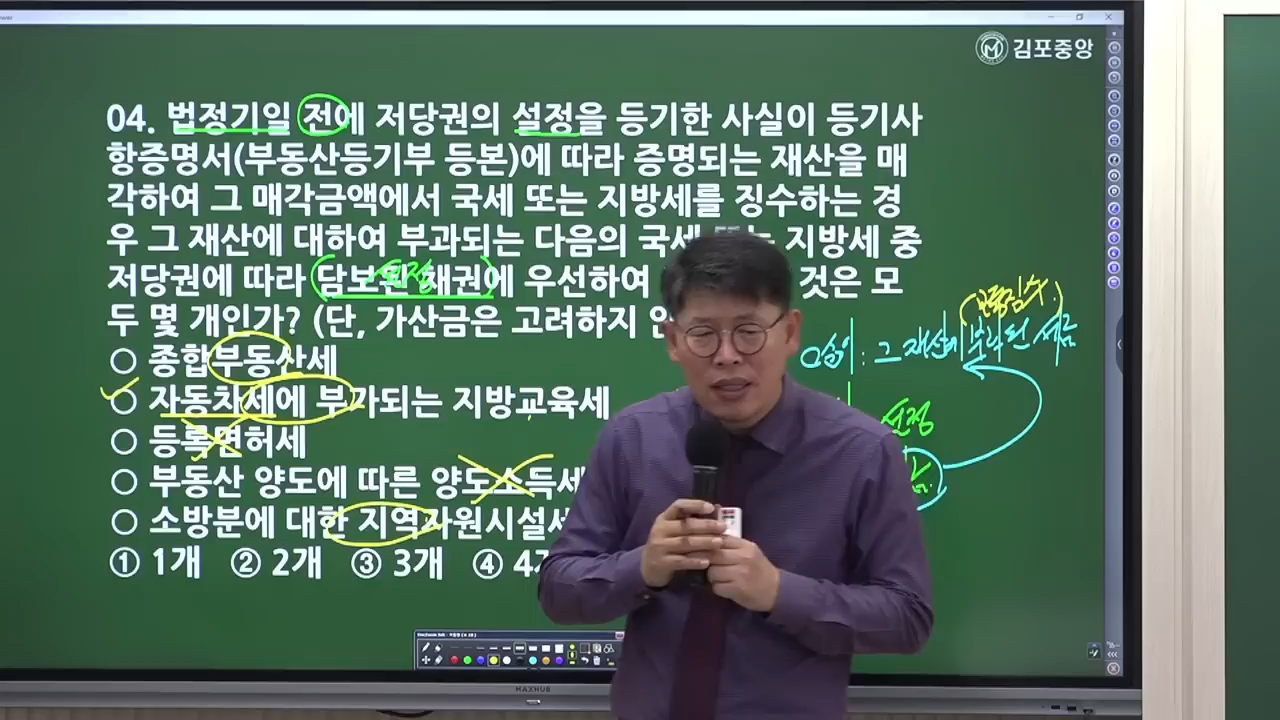 김포중앙
04. 법정기일 전에 저당권의 설정을 등기한 사실이 등기사
항증명서(부동산등기부 등본)에 따라 증명되는 재산을 매
각하여 그 매각금액에서 국세 또는 지방세를 징수하는 경
우 그 재산에 대하여 부과되는 다음의 국세 또는 지방세 중
저당권에 따라 담보된 채권에 우선하여 것은 모
두 몇 개인가? (단, 가산금은 고려하지
○ 종합부동산세
○ 자동차세에 부가되는 지방교육세
○ 등록면허세
○ 부동산 양도에 따른 양도소득세
○ 소방분에 대한 지역자원시설세
① 1개 ② 2개 ③ 3개 ④ 4개
설정
그 재산에 부과된 세금
MAXHUB